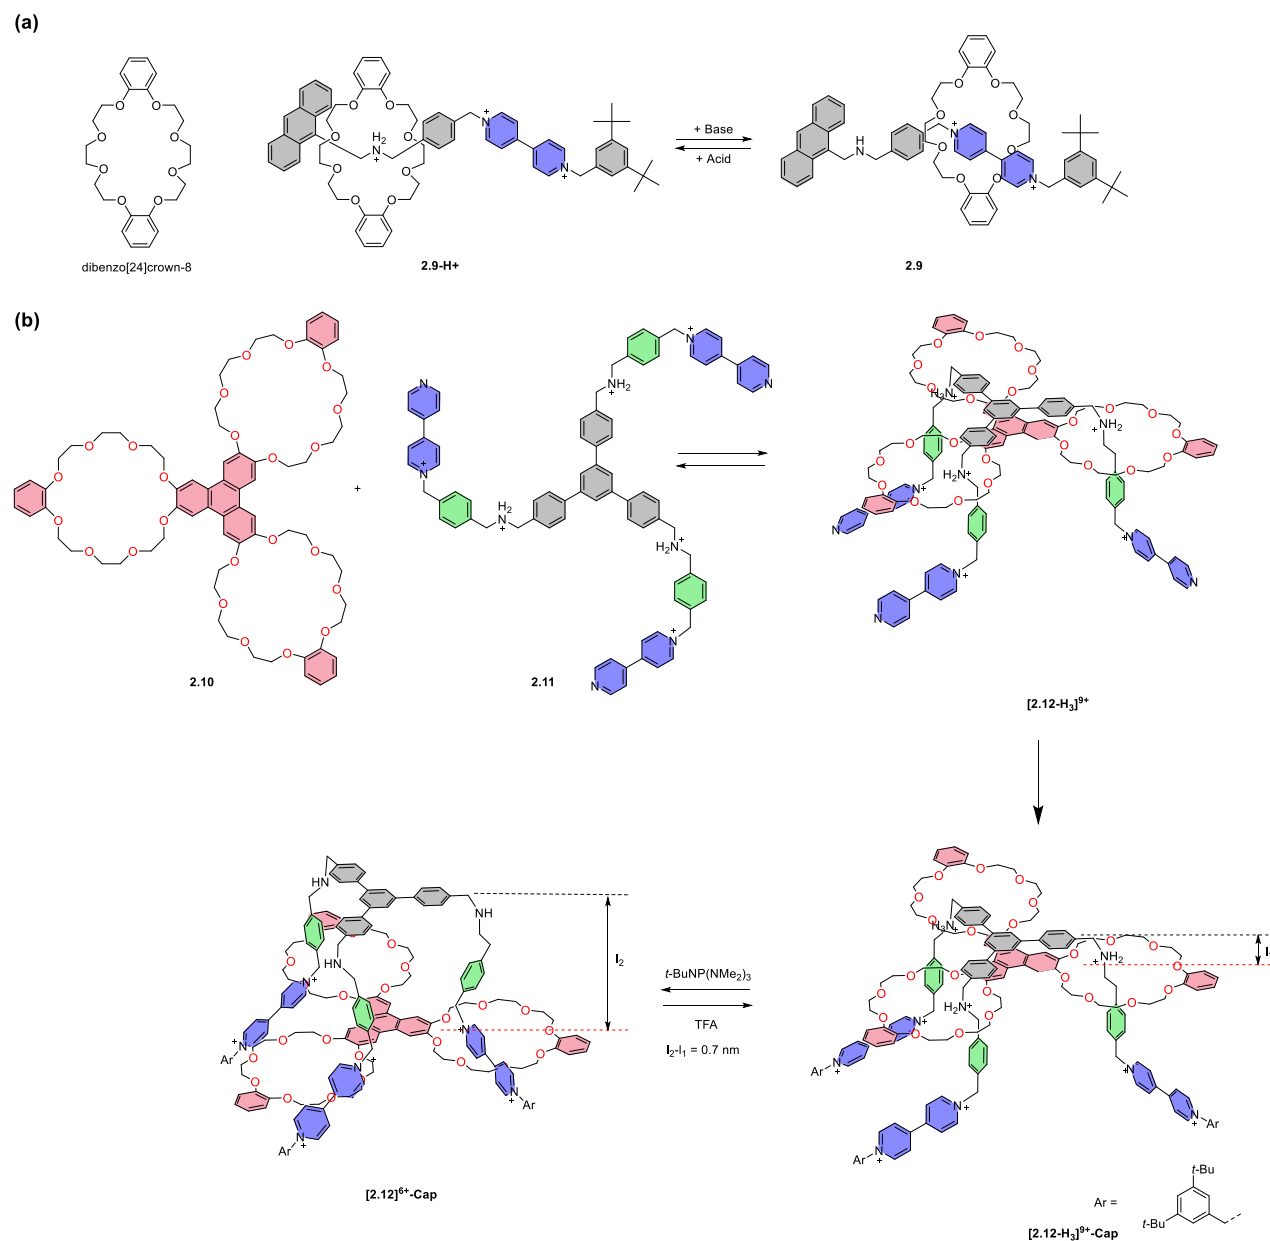 (a)
dibenzo[24]crown-8
2.9-H+
+ Base
+ Acid
2.9
(b)
2.10
+
2.11
[2.12-H₃]⁹⁺
[2.12]⁶⁺-Cap
t-BuNP(NMe₂)₃
TFA
l₂-l₁ = 0.7 nm
l₂
Ar =
t-Bu
t-Bu
[2.12-H₃]⁹⁺-Cap